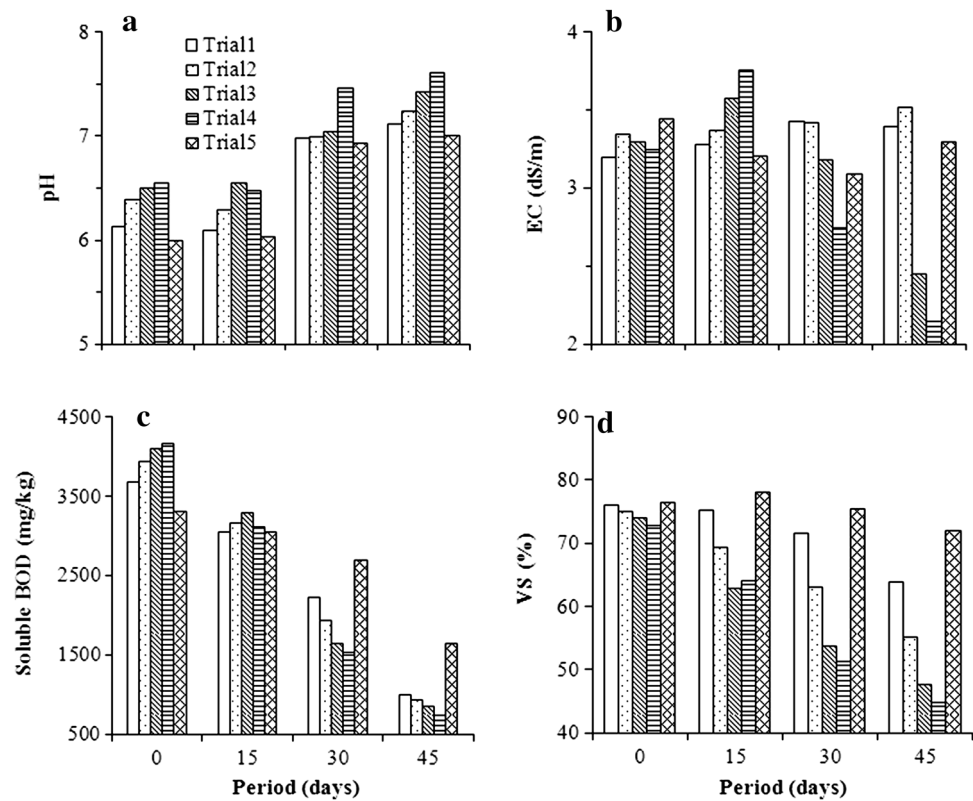 a
8
7
6
5
pH
Trial1
Trial2
Trial3
Trial4
Trial5
b
4
3
2
EC (dS/m)
c
4500
3500
2500
1500
500
Soluble BOD (mg/kg)
0 15 30 45
Period (days)
d
90
80
70
60
50
40
VS (%)
0 15 30 45
Period (days)